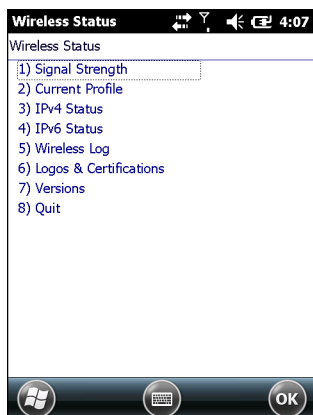 Wireless Status 4:07
Wireless Status
1) Signal Strength
2) Current Profile
3) IPv4 Status
4) IPv6 Status
5) Wireless Log
6) Logos & Certifications
7) Versions
8) Quit
OK